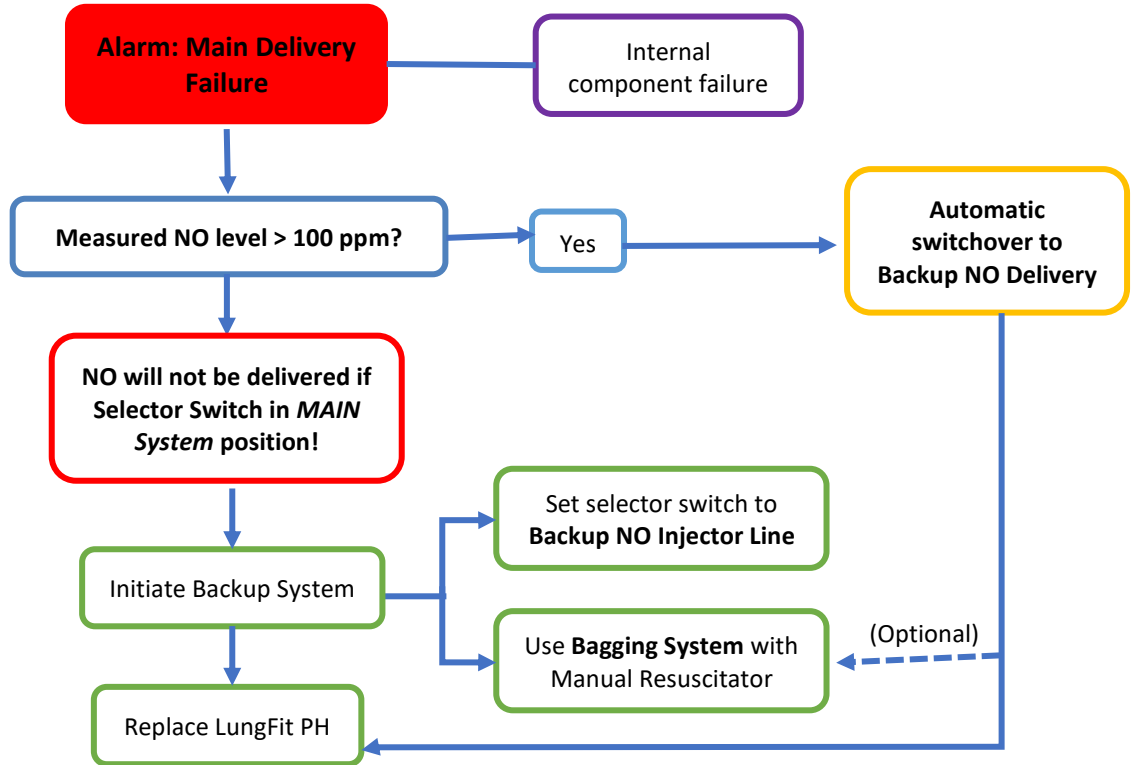 Alarm: Main Delivery
Failure
Internal
component failure
Measured NO level > 100 ppm?
Yes
Automatic
switchover to
Backup NO Delivery
NO will not be delivered if
Selector Switch in MAIN
System position!
Set selector switch to
Backup NO Injector Line
Initiate Backup System
Use Bagging System with
Manual Resuscitator
(Optional)
Replace LungFit PH